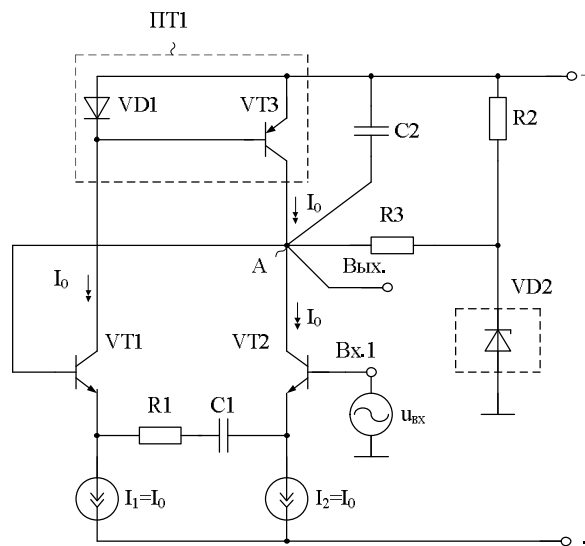 ПТ1
VD1
VT3
C2
R2
I₀
R3
A
Вых.
I₀
I₀
VD2
VT1
VT2
Вх.1
R1
C1
uвх
I₁=I₀
I₂=I₀